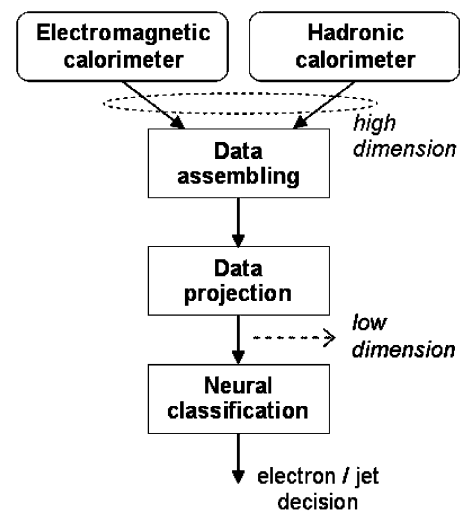 Electromagnetic
calorimeter
Hadronic
calorimeter
high
dimension
Data
assembling
Data
projection
low
dimension
Neural
classification
electron / jet
decision